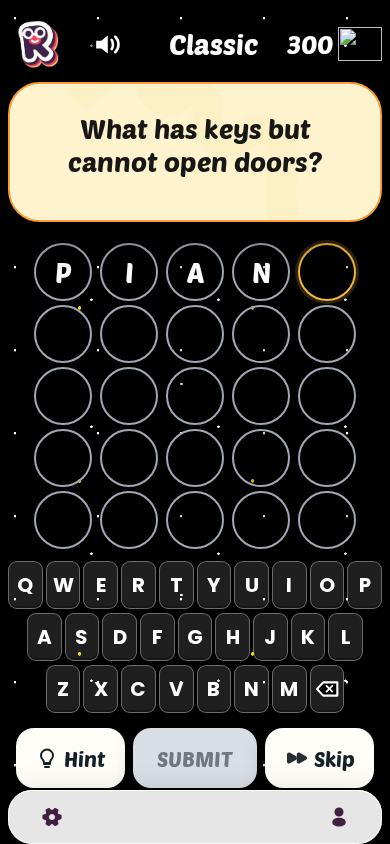 Classic 300
What has keys but
cannot open doors?
P I A N
Q W E R T Y U I O P
A S D F G H J K L
Z X C V B N M
Hint SUBMIT Skip